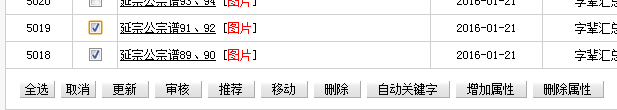 5020 延宗公宗谱93、94 [图片] 2016-01-21 字辈汇总
5019 延宗公宗谱91、92 [图片] 2016-01-21 字辈汇总
5018 延宗公宗谱89、90 [图片] 2016-01-21 字辈汇总
全选 取消 更新 审核 推荐 移动 删除 自动关键字 增加属性 删除属性